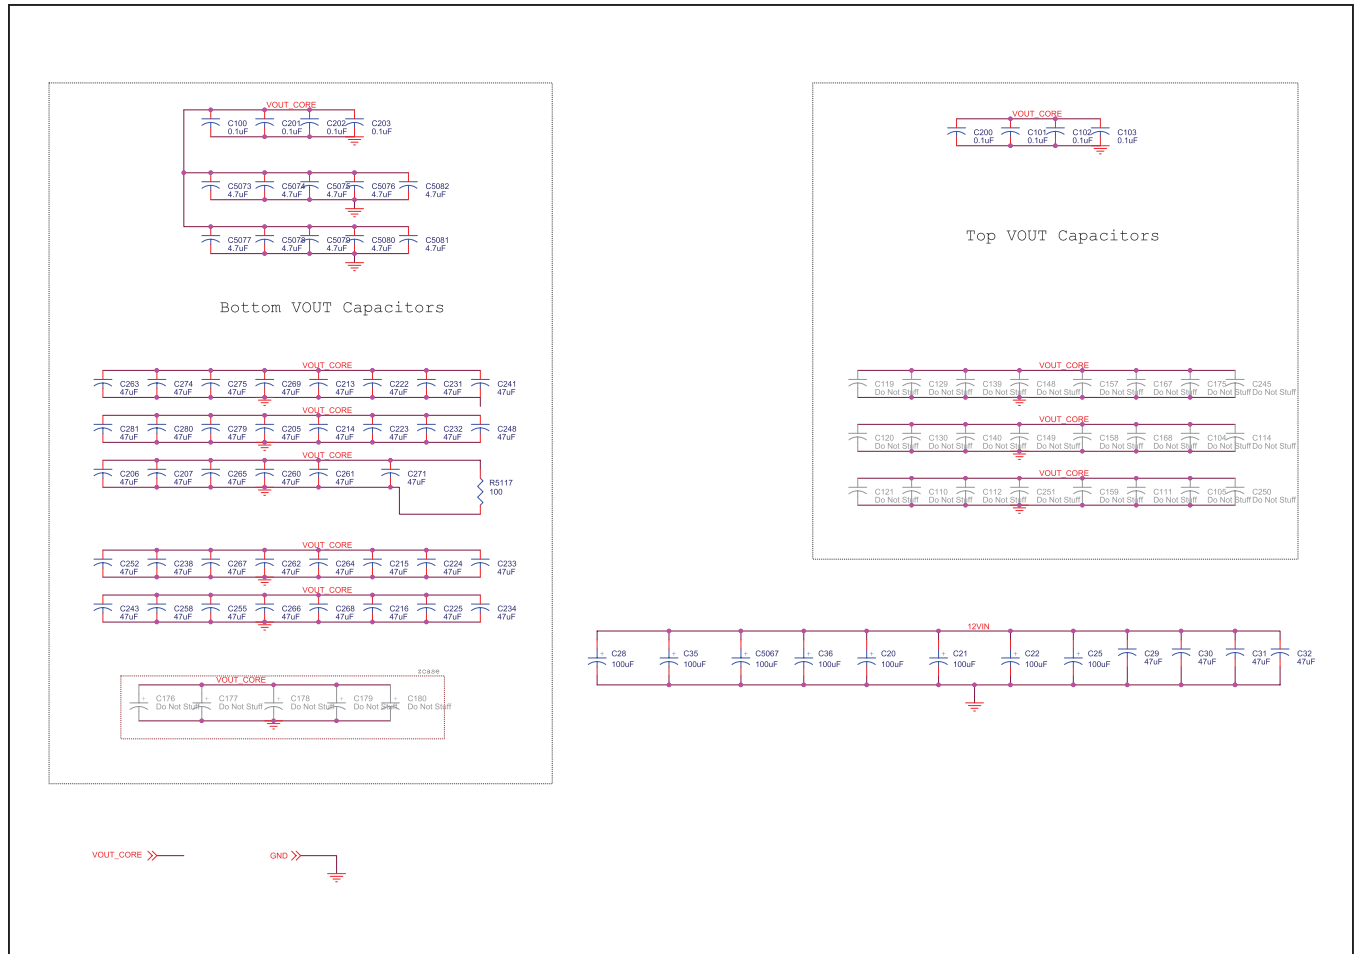 VOUT_CORE
C100 C201 C202 C203
0.1uF 0.1uF 0.1uF 0.1uF
C5073 C5074 C5075 C5076 C5082
4.7uF 4.7uF 4.7uF 4.7uF 4.7uF
C5077 C5078 C5079 C5080 C5081
4.7uF 4.7uF 4.7uF 4.7uF 4.7uF
Bottom VOUT Capacitors
VOUT_CORE
C263 C274 C275 C269 C213 C222 C231 C241
47uF 47uF 47uF 47uF 47uF 47uF 47uF 47uF
VOUT_CORE
C281 C280 C279 C205 C214 C223 C232 C248
47uF 47uF 47uF 47uF 47uF 47uF 47uF 47uF
VOUT_CORE
C206 C207 C265 C260 C261 C271
47uF 47uF 47uF 47uF 47uF 47uF
R5117
100
VOUT_CORE
C252 C238 C267 C262 C264 C215 C224 C233
47uF 47uF 47uF 47uF 47uF 47uF 47uF 47uF
VOUT_CORE
C243 C258 C255 C266 C268 C216 C225 C234
47uF 47uF 47uF 47uF 47uF 47uF 47uF 47uF
zcase
VOUT_CORE
C176 C177 C178 C179 C180
Do Not Stuff Do Not Stuff Do Not Stuff Do Not Stuff Do Not Stuff
VOUT_CORE
GND
VOUT_CORE
C200 C101 C102 C103
0.1uF 0.1uF 0.1uF 0.1uF
Top VOUT Capacitors
VOUT_CORE
C119 C129 C139 C148 C157 C167 C175 C245
Do Not Stuff Do Not Stuff Do Not Stuff Do Not Stuff Do Not Stuff Do Not Stuff Do Not Stuff Do Not Stuff
VOUT_CORE
C120 C130 C140 C149 C158 C168 C104 C114
Do Not Stuff Do Not Stuff Do Not Stuff Do Not Stuff Do Not Stuff Do Not Stuff Do Not Stuff Do Not Stuff
VOUT_CORE
C121 C110 C112 C251 C159 C111 C105 C250
Do Not Stuff Do Not Stuff Do Not Stuff Do Not Stuff Do Not Stuff Do Not Stuff Do Not Stuff Do Not Stuff
12VIN
C28 C35 C5067 C36 C20 C21 C22 C25 C29 C30 C31 C32
100uF 100uF 100uF 100uF 100uF 100uF 100uF 100uF 47uF 47uF 47uF 47uF